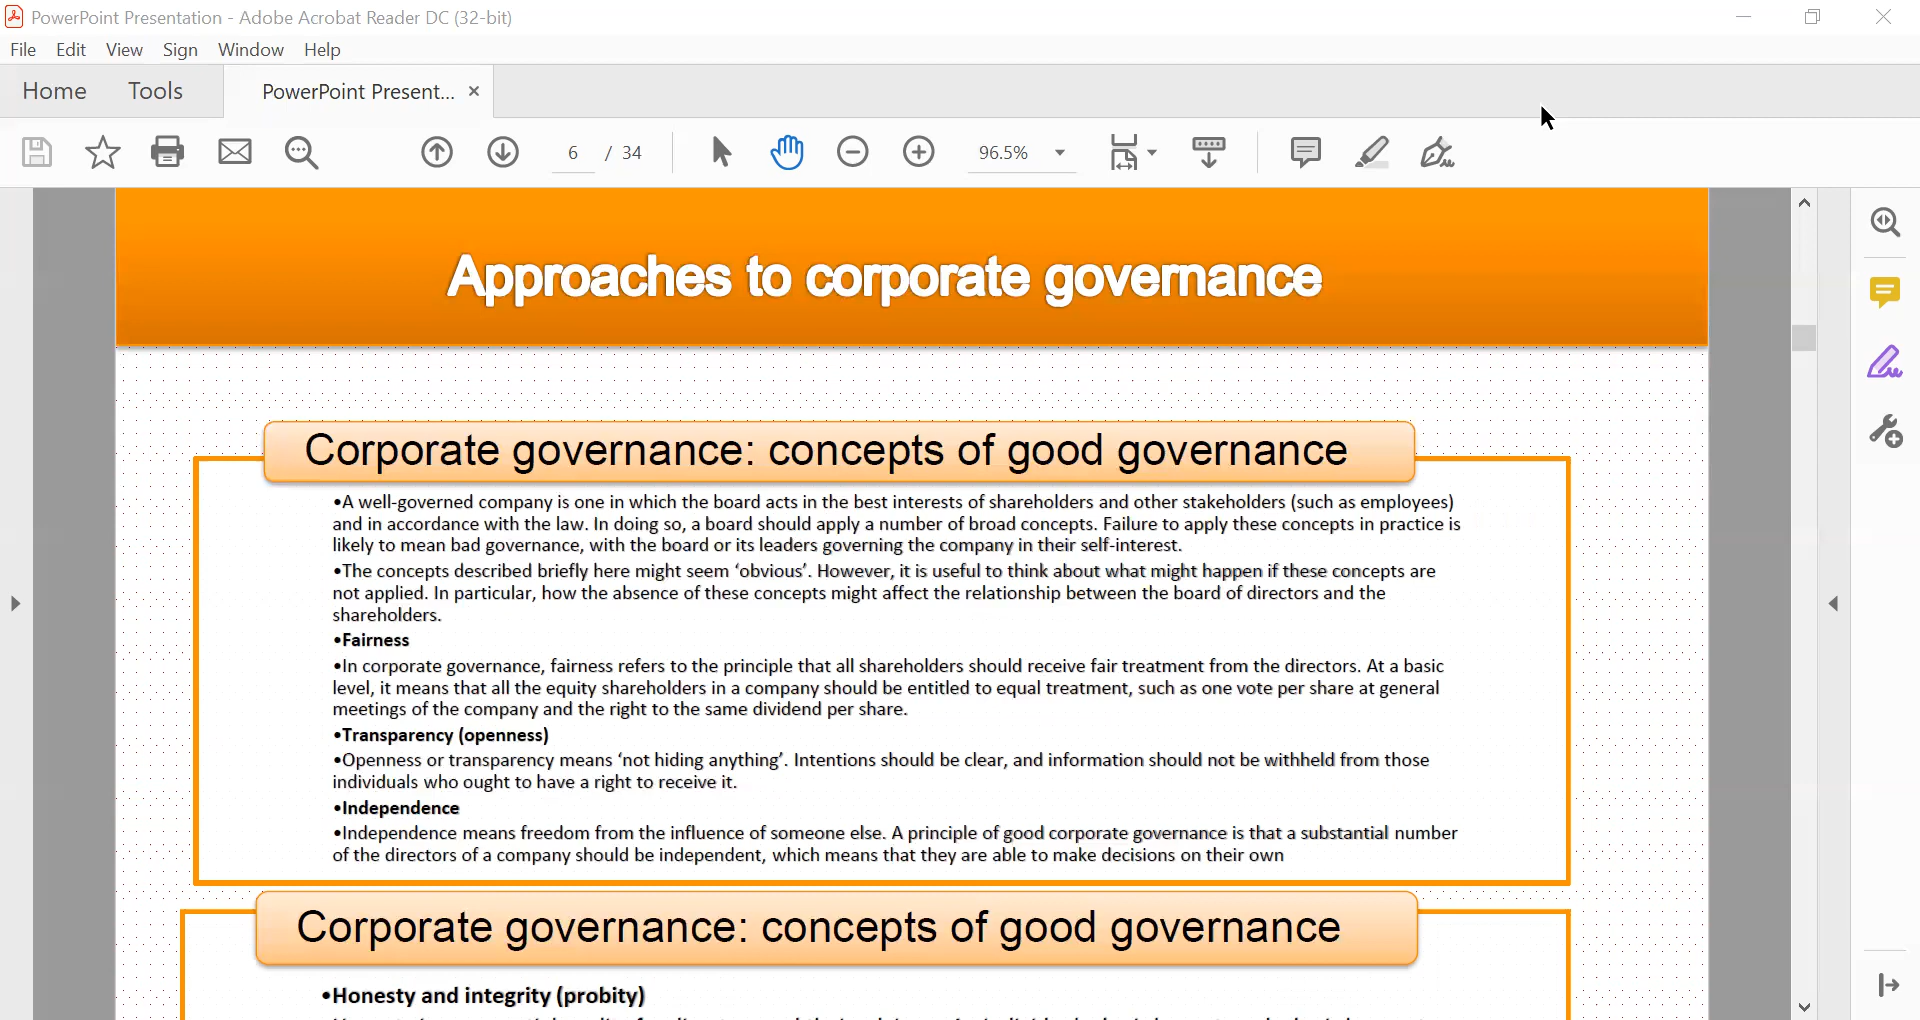 PowerPoint Presentation - Adobe Acrobat Reader DC (32-bit)
File Edit View Sign Window Help
Home Tools PowerPoint Present... ×
6 / 34 96.5%
Approaches to corporate governance
Corporate governance: concepts of good governance
•A well-governed company is one in which the board acts in the best interests of shareholders and other stakeholders (such as employees)
and in accordance with the law. In doing so, a board should apply a number of broad concepts. Failure to apply these concepts in practice is
likely to mean bad governance, with the board or its leaders governing the company in their self-interest.
•The concepts described briefly here might seem ‘obvious’. However, it is useful to think about what might happen if these concepts are
not applied. In particular, how the absence of these concepts might affect the relationship between the board of directors and the
shareholders.
•Fairness
•In corporate governance, fairness refers to the principle that all shareholders should receive fair treatment from the directors. At a basic
level, it means that all the equity shareholders in a company should be entitled to equal treatment, such as one vote per share at general
meetings of the company and the right to the same dividend per share.
•Transparency (openness)
•Openness or transparency means ‘not hiding anything’. Intentions should be clear, and information should not be withheld from those
individuals who ought to have a right to receive it.
•Independence
•Independence means freedom from the influence of someone else. A principle of good corporate governance is that a substantial number
of the directors of a company should be independent, which means that they are able to make decisions on their own
Corporate governance: concepts of good governance
•Honesty and integrity (probity)